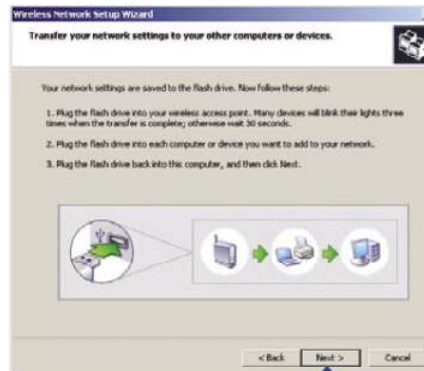 Wireless Network Setup Wizard
Transfer your network settings to your other computers or devices.
Your network settings are saved to the flash drive. Now follow these steps:
1. Plug the flash drive into your wireless access point. Many devices will blink their lights three
times when the transfer is complete; otherwise wait 30 seconds.
2. Plug the flash drive into each computer or device you want to add to your network.
3. Plug the flash drive back into this computer, and then click Next.
< Back
Next >
Cancel